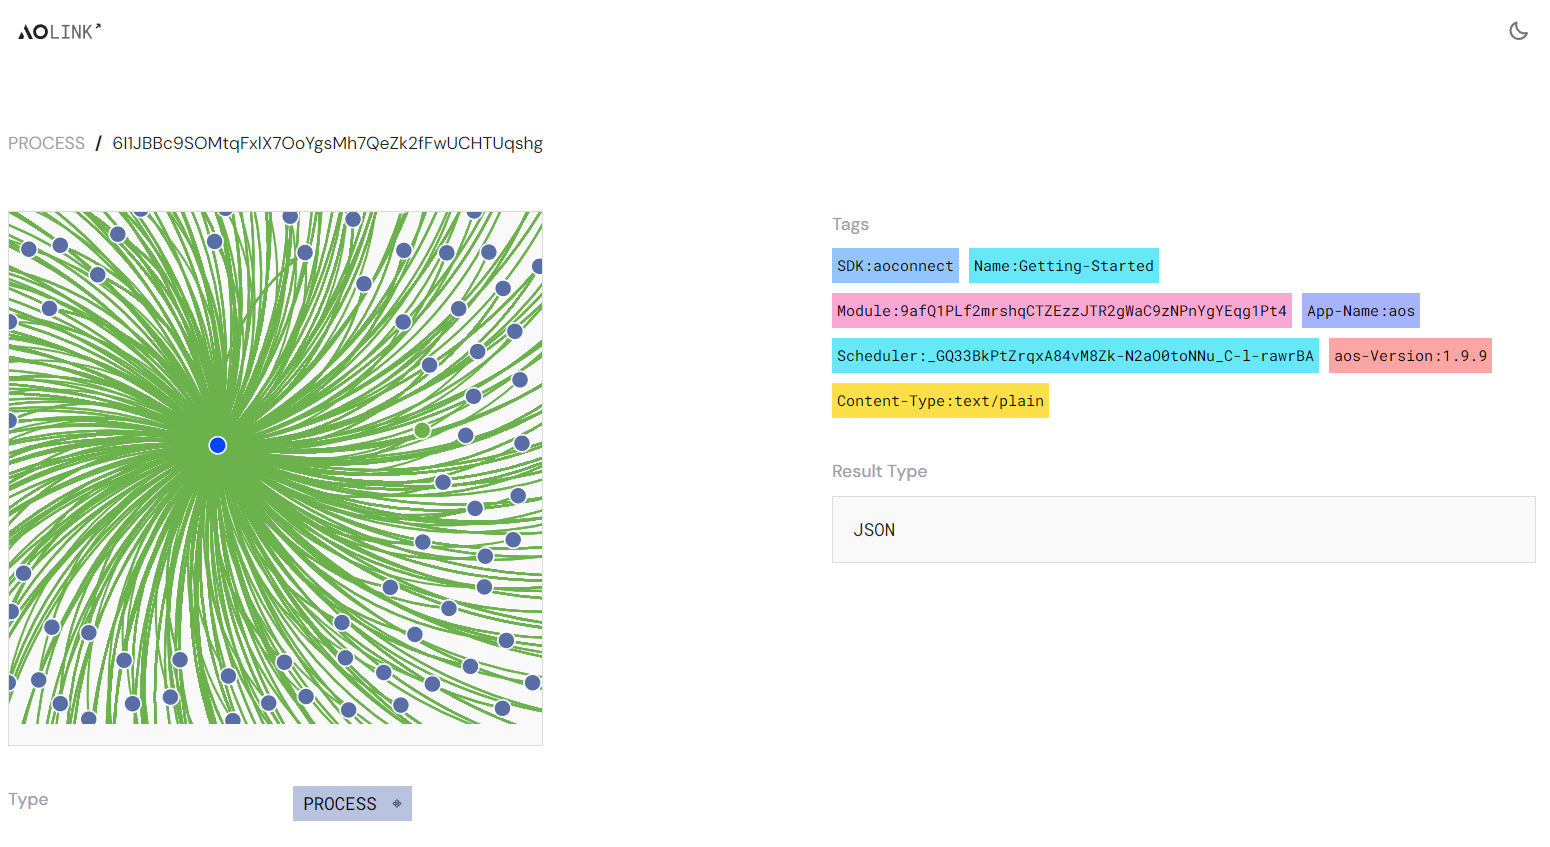 AOLINK
PROCESS / 6I1JBBc9SOMtqFxlX7OoYgsMh7QeZk2fFwUCHTUqshg
Tags
SDK:aoconnect Name:Getting-Started
Module:9afQ1PLf2mrshqCTZEzzJTR2gWaC9zNPnYgYEqg1Pt4 App-Name:aos
Scheduler:_GQ33BkPtZrqxA84vM8Zk-N2aO0toNNu_C-l-rawrBA aos-Version:1.9.9
Content-Type:text/plain
Result Type
JSON
Type PROCESS